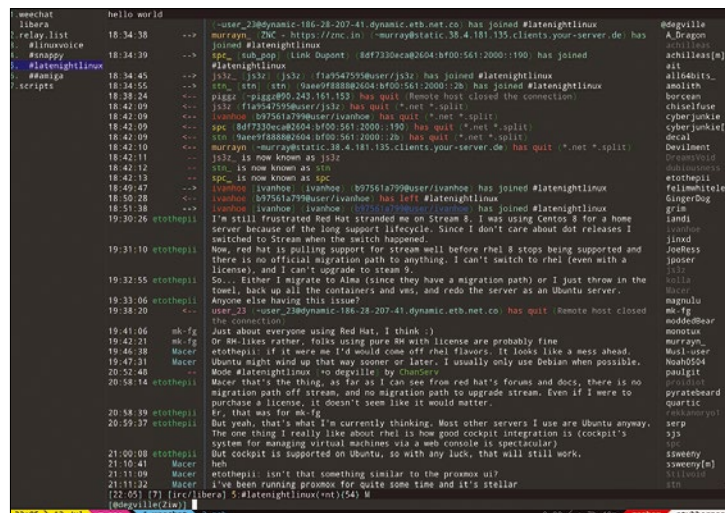 1.weechat
libera
2.relay.list
3. #linuxvoice
4. #snappy
5. #latenightlinux
6. ##amiga
7.scripts
hello world
(~user_23@dynamic-186-28-207-41.dynamic.etb.net.co) has joined #latenightlinux
18:34:38 --> murrayn_ (ZNC - https://znc.in) (~murray@static.38.4.181.135.clients.your-server.de) has
joined #latenightlinux
18:34:39 --> spc_ (sub_pop) (Link Dupont) (8df7330eca@2604:bf00:561:2000::190) has joined
#latenightlinux
18:34:45 --> js3z_ (js3z) (js3z) (f1a9547595@user/js3z) has joined #latenightlinux
18:34:55 --> stn_ (stn) (stn) (9aee9f8888@2604:bf00:561:2000::2b) has joined #latenightlinux
18:38:24 <-- piggz (~piggz@90.243.161.153) has quit (Remote host closed the connection)
18:42:09 <-- js3z (f1a9547595@user/js3z) has quit (*.net *.split)
18:42:09 <-- ivanhoe (b97561a799@user/ivanhoe) has quit (*.net *.split)
18:42:09 <-- spc (8df7330eca@2604:bf00:561:2000::190) has quit (*.net *.split)
18:42:09 <-- stn (9aee9f8888@2604:bf00:561:2000::2b) has quit (*.net *.split)
18:42:10 <-- murrayn (~murray@static.38.4.181.135.clients.your-server.de) has quit (*.net *.split)
18:42:11 -- js3z_ is now known as js3z
18:42:12 -- stn_ is now known as stn
18:42:13 -- spc_ is now known as spc
18:49:47 --> ivanhoe (ivanhoe) (ivanhoe) (b97561a799@user/ivanhoe) has joined #latenightlinux
18:50:28 <-- ivanhoe (b97561a799@user/ivanhoe) has left #latenightlinux
18:51:38 --> ivanhoe (ivanhoe) (ivanhoe) (b97561a799@user/ivanhoe) has joined #latenightlinux
19:30:26 etothepii I'm still frustrated Red Hat stranded me on Stream 8. I was using Centos 8 for a home
server because of the long support lifecycle. Since I don't care about dot releases I
switched to Stream when the switch happened.
19:31:10 etothepii Now, red hat is pulling support for stream well before rhel 8 stops being supported and
there is no official migration path to anything. I can't switch to rhel (even with a
license), and I can't upgrade to steam 9.
19:32:55 etothepii So... Either I migrate to Alma (since they have a migration path) or I just throw in the
towel, back up all the containers and vms, and redo the server as an Ubuntu server.
19:33:06 etothepii Anyone else having this issue?
19:38:20 <-- user_23 (~user_23@dynamic-186-28-207-41.dynamic.etb.net.co) has quit (Remote host closed
the connection)
19:41:06 mk-fg Just about everyone using Red Hat, I think :)
19:42:21 mk-fg Or RH-likes rather, folks using pure RH with license are probably fine
19:46:38 Macer etothepii: if it were me I'd would come off rhel flavors. It looks like a mess ahead.
19:47:31 Macer Ubuntu might wind up that way sooner or later. I usually only use Debian when possible.
20:52:48 -- Mode #latenightlinux (+o degville) by ChanServ
20:58:14 etothepii Macer that's the thing, as far as I can see from red hat's forums and docs, there is no
migration path off stream, and no migration path to upgrade stream. Even if I were to
purchase a license, it doesn't seem like it would matter.
20:58:39 etothepii Er, that was for mk-fg
20:59:37 etothepii But yeah, that's what I'm currently thinking. Most other servers I use are Ubuntu anyway.
The one thing I really like about rhel is how good cockpit integration is (cockpit's
system for managing virtual machines via a web console is spectacular)
21:00:08 etothepii But cockpit is supported on Ubuntu, so with any luck, that will still work.
21:10:41 Macer heh
21:11:09 Macer etothepii: isn't that something similar to the proxmox ui?
21:11:32 Macer i've been running proxmox for quite some time and it's stellar
[22:05] [7] [irc/libera] 5:#latenightlinux(+nt){54} M
[@degville(Ziw)]
@degville
A_Dragon
achilleas
achilleas[m]
ait
all64bits_
amolith
borcean
chiselfuse
cyberjunkie
cyberjunkie[
decal
Devilment
DreamsVoid
dubiousness
etothepii
felimwhitele
GingerDog
grim
iandi
ivanhoe
jinxd
JoeRess
jposer
js3z
kolla
Macer
magnulu
mk-fg
moddedBear
monotux
murrayn_
Musl-user
Noah0504
paulgit
proidiot
pyratebeard
quartic
rekkanoryo!
serp
sjs
spc
ssweeny
ssweeny[m]
Stilvoid
stn